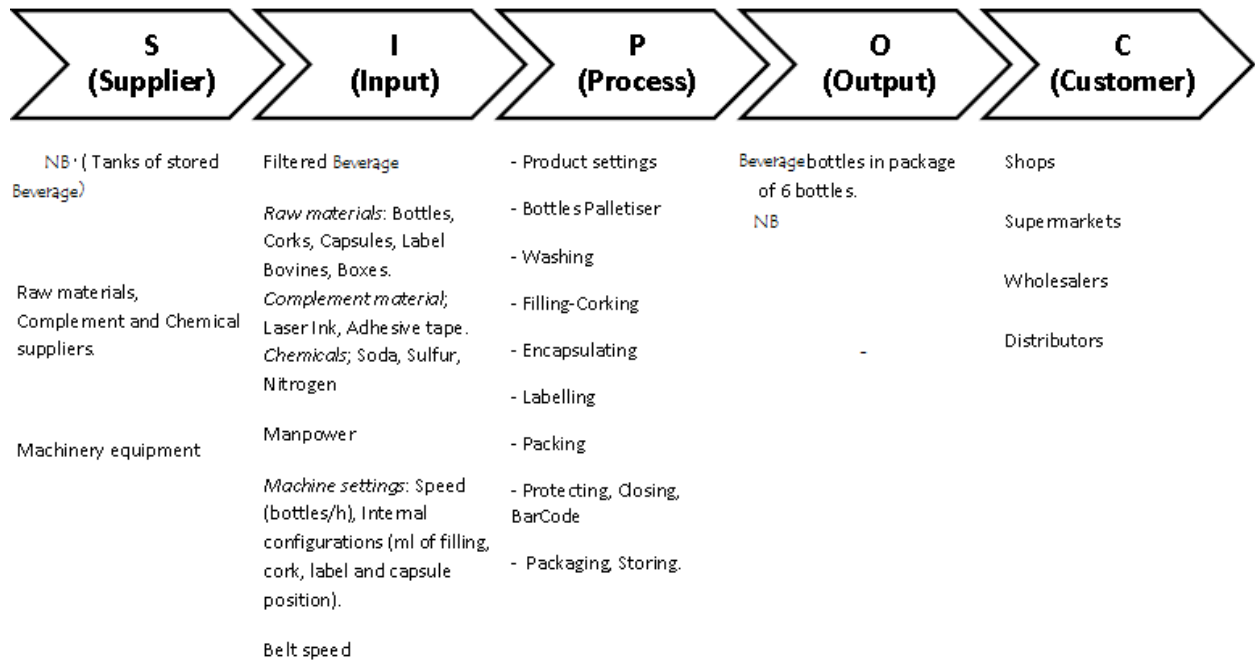 S
(Supplier)
I
(Input)
P
(Process)
O
(Output)
C
(Customer)
NB · ( Tanks of stored
Beverage)
Raw materials,
Complement and Chemical
suppliers.
Machinery equipment
Filtered Beverage
Raw materials: Bottles,
Corks, Capsules, Label
Bovines, Boxes.
Complement material;
Laser Ink, Adhesive tape.
Chemicals; Soda, Sulfur,
Nitrogen
Manpower
Machine settings: Speed
(bottles/h), Internal
configurations (ml of filling,
cork, label and capsule
position).
Belt speed
- Product settings
- Bottles Palletiser
- Washing
- Filling-Corking
- Encapsulating
- Labelling
- Packing
- Protecting, Closing,
BarCode
- Packaging, Storing.
Beverage bottles in package
of 6 bottles.
NB
-
Shops
Supermarkets
Wholesalers
Distributors